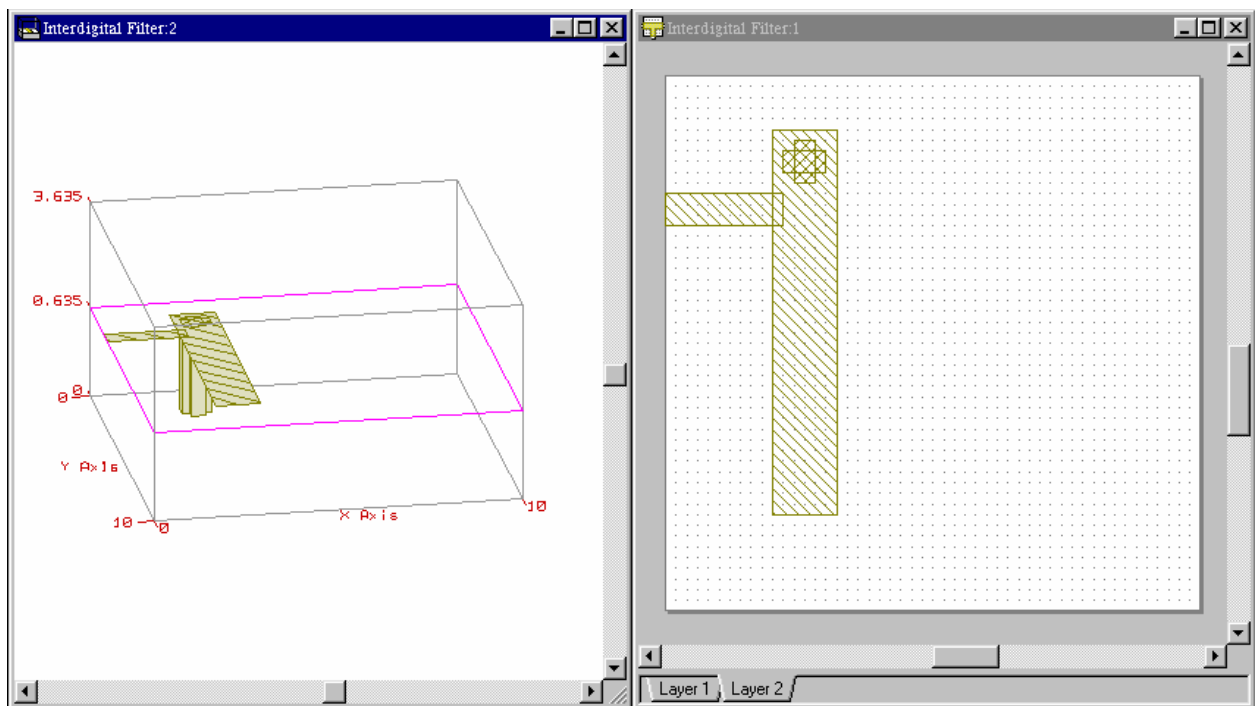 Interdigital Filter:2
3.635
0.635
0.
0
Y Axis
10
0
X Axis
10
Interdigital Filter:1
Layer 1
Layer 2